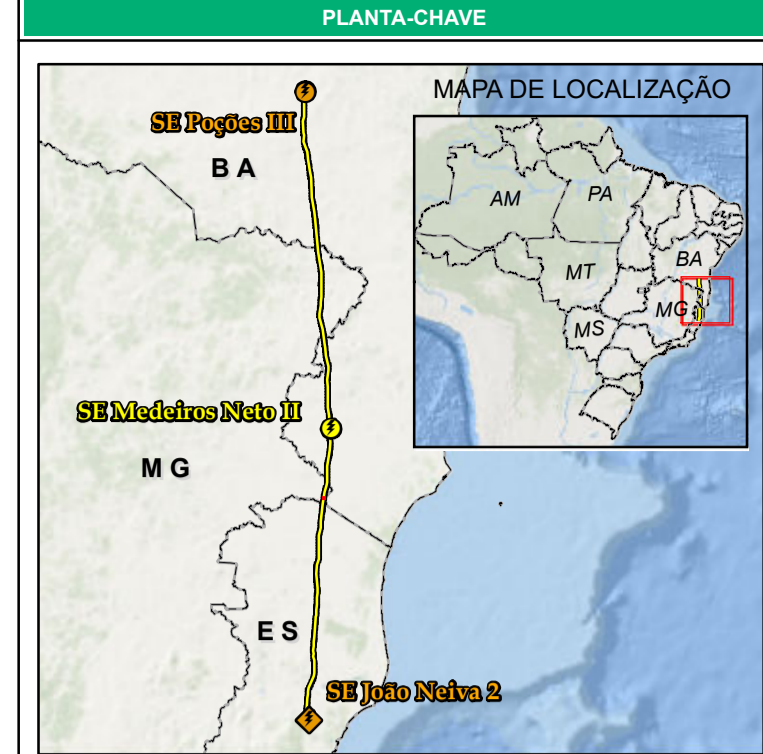 PLANTA-CHAVE
MAPA DE LOCALIZAÇÃO
SE Poções III
B A
AM
PA
BA
MT
MG
MS
SE Medeiros Neto II
M G
E S
SE João Neiva 2